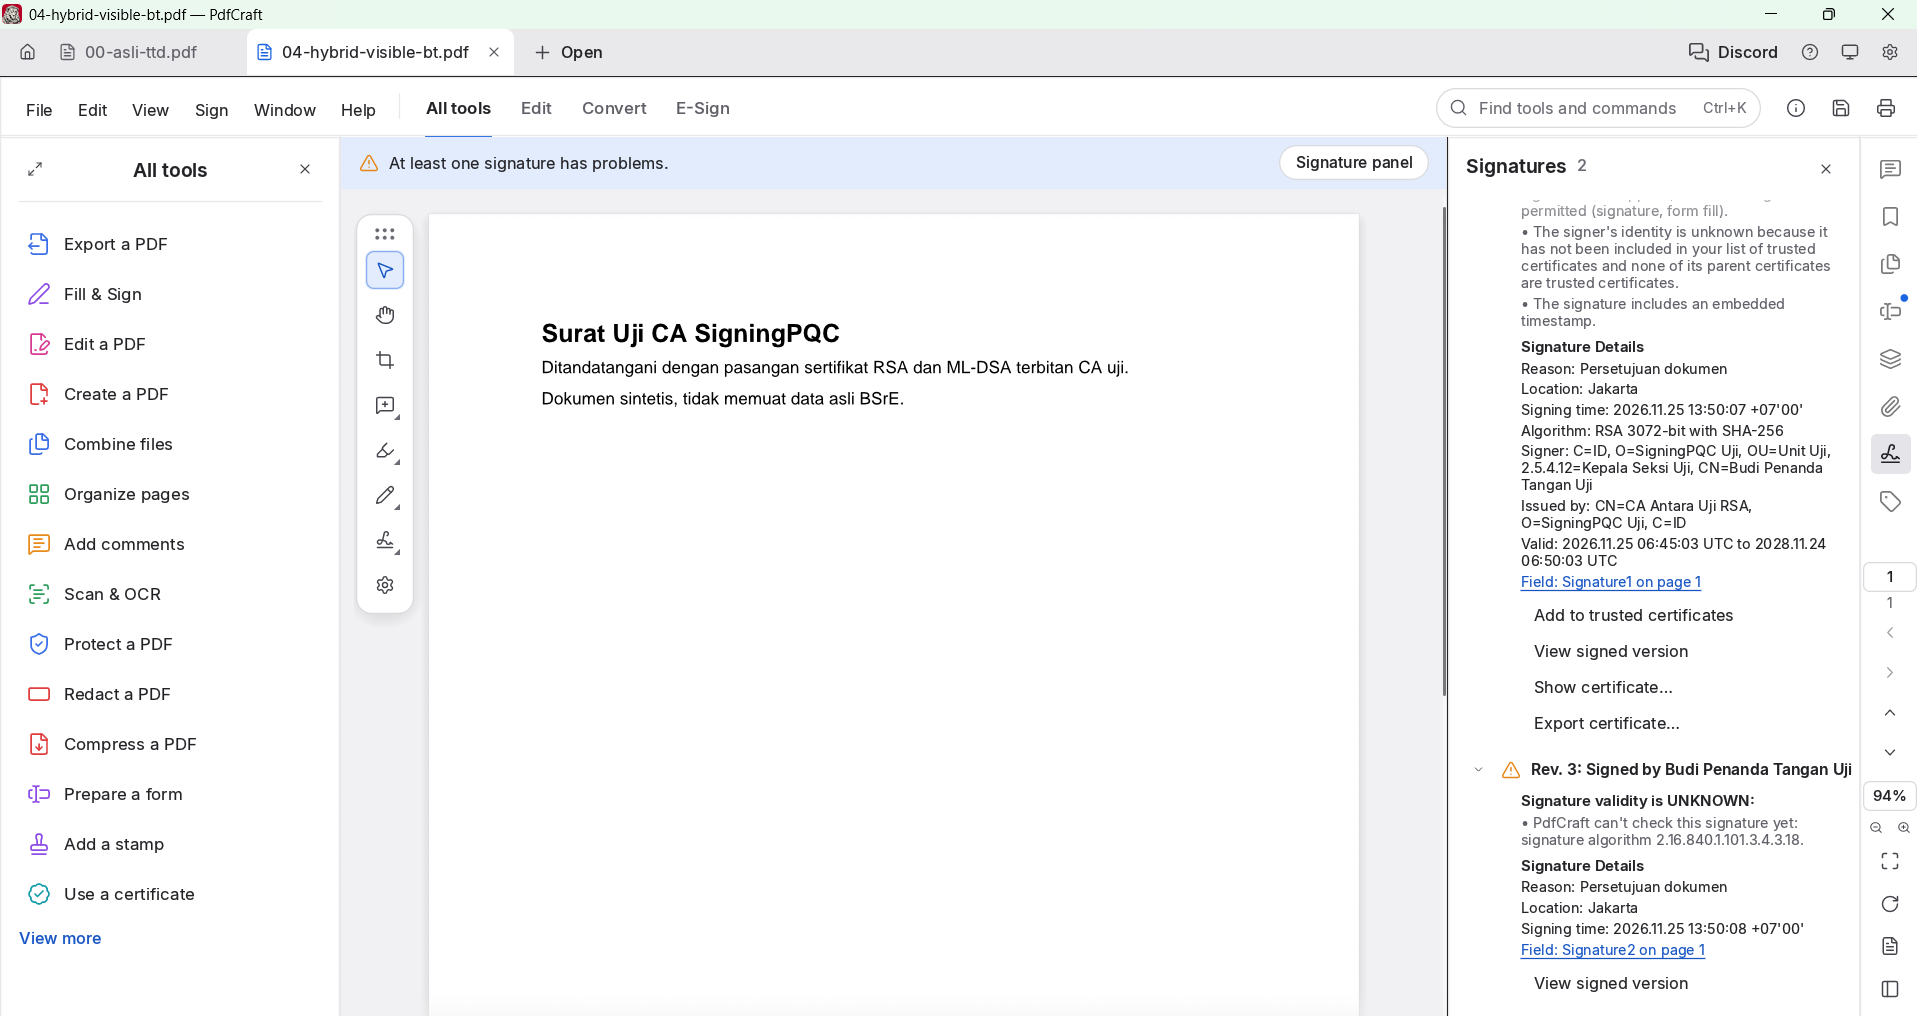 04-hybrid-visible-bt.pdf — PdfCraft
00-asli-ttd.pdf
04-hybrid-visible-bt.pdf
Open
Discord
File Edit View Sign Window Help
All tools Edit Convert E-Sign
Find tools and commands Ctrl+K
All tools
Export a PDF
Fill & Sign
Edit a PDF
Create a PDF
Combine files
Organize pages
Add comments
Scan & OCR
Protect a PDF
Redact a PDF
Compress a PDF
Prepare a form
Add a stamp
Use a certificate
View more
At least one signature has problems.
Signature panel
Surat Uji CA SigningPQC
Ditandatangani dengan pasangan sertifikat RSA dan ML-DSA terbitan CA uji.
Dokumen sintetis, tidak memuat data asli BSrE.
Signatures 2
permitted (signature, form fill).
• The signer's identity is unknown because it
has not been included in your list of trusted
certificates and none of its parent certificates
are trusted certificates.
• The signature includes an embedded
timestamp.
Signature Details
Reason: Persetujuan dokumen
Location: Jakarta
Signing time: 2026.11.25 13:50:07 +07'00'
Algorithm: RSA 3072-bit with SHA-256
Signer: C=ID, O=SigningPQC Uji, OU=Unit Uji,
2.5.4.12=Kepala Seksi Uji, CN=Budi Penanda
Tangan Uji
Issued by: CN=CA Antara Uji RSA,
O=SigningPQC Uji, C=ID
Valid: 2026.11.25 06:45:03 UTC to 2028.11.24
06:50:03 UTC
Field: Signature1 on page 1
Add to trusted certificates
View signed version
Show certificate...
Export certificate...
Rev. 3: Signed by Budi Penanda Tangan Uji
Signature validity is UNKNOWN:
• PdfCraft can't check this signature yet:
signature algorithm 2.16.840.1.101.3.4.3.18.
Signature Details
Reason: Persetujuan dokumen
Location: Jakarta
Signing time: 2026.11.25 13:50:08 +07'00'
Field: Signature2 on page 1
View signed version
1
1
94%